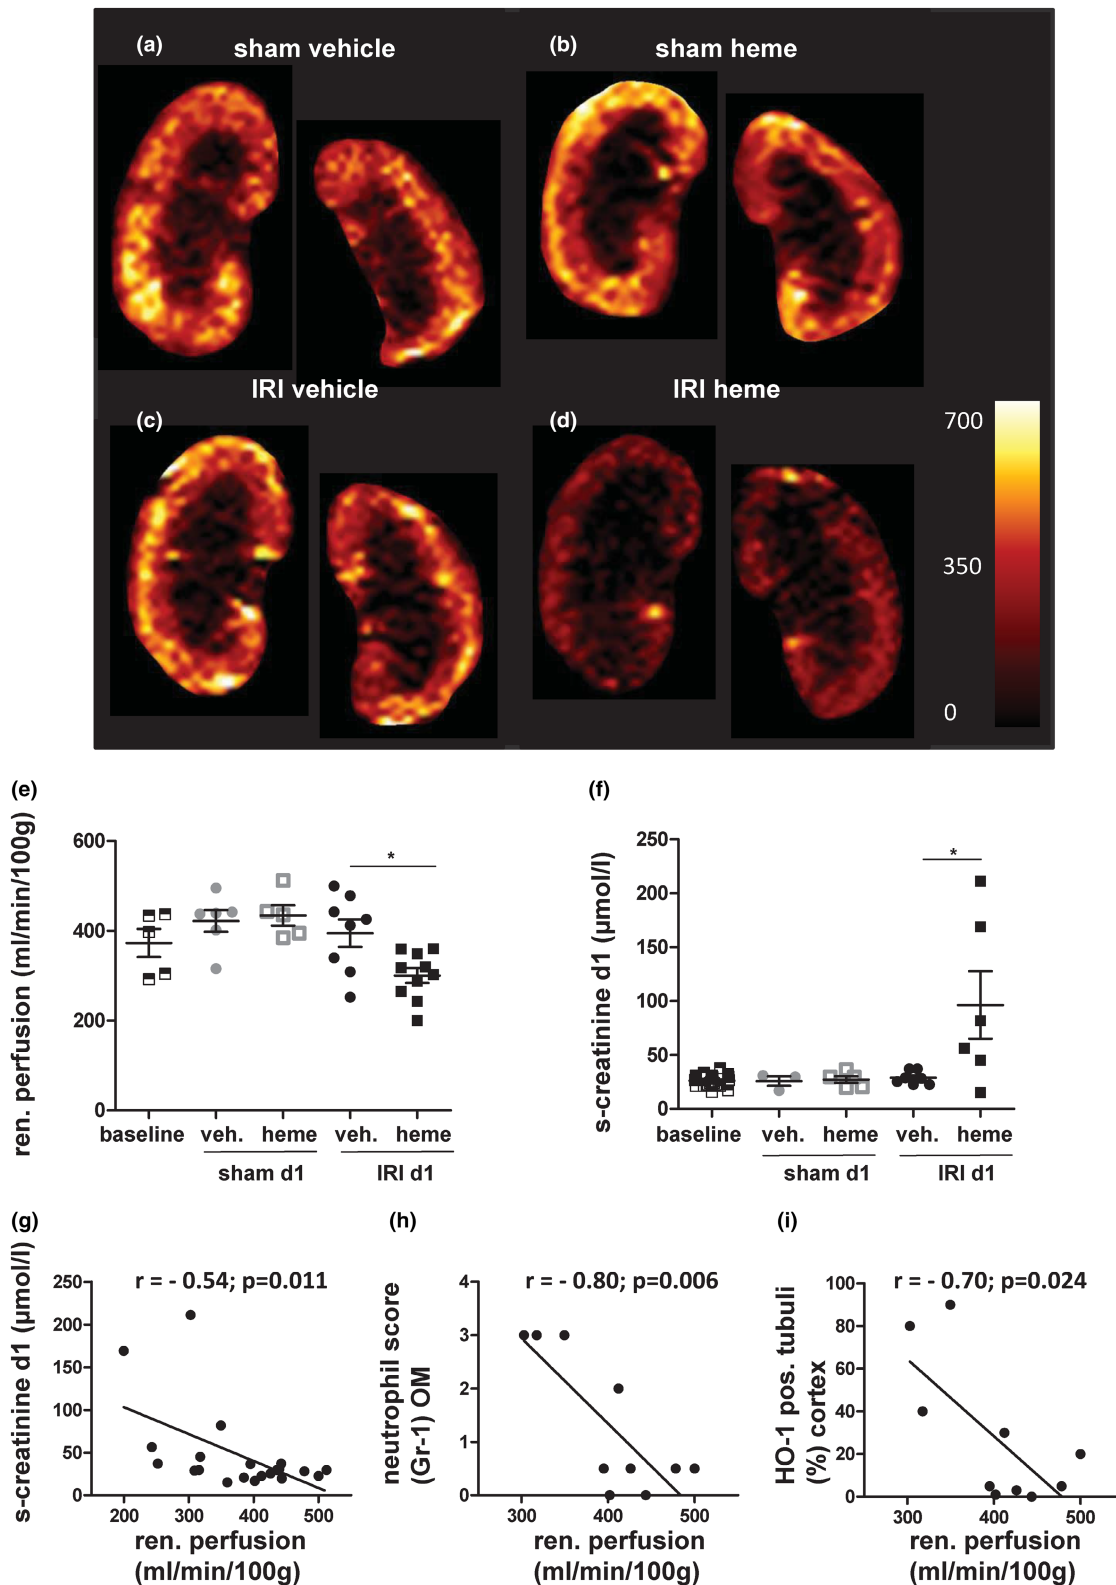 (a)
sham vehicle
(b)
sham heme
IRI vehicle
IRI heme
(c)
(d)
700
350
0
(e)
(f)
ren. perfusion (ml/min/100g)
600
400
200
0
*
baseline
veh.
heme
veh.
heme
sham d1
IRI d1
s-creatinine d1 (µmol/l)
250
200
150
100
50
0
*
baseline
veh.
heme
veh.
heme
sham d1
IRI d1
(g)
(h)
(i)
s-creatinine d1 (µmol/l)
r = - 0.54; p=0.011
250
200
150
100
50
0
200
300
400
500
ren. perfusion
(ml/min/100g)
neutrophil score
(Gr-1) OM
r = - 0.80; p=0.006
4
3
2
1
0
300
400
500
ren. perfusion
(ml/min/100g)
HO-1 pos. tubuli
(%) cortex
r = - 0.70; p=0.024
100
80
60
40
20
0
300
400
500
ren. perfusion
(ml/min/100g)